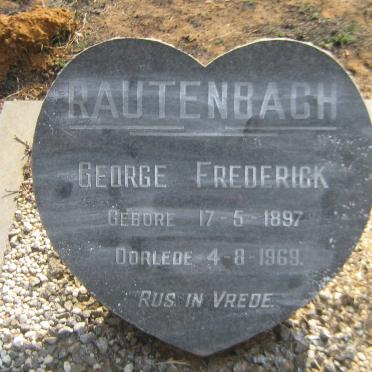 RAUTENBACH
GEORGE FREDERICK
GEBORE 17-5-1897
OORLEDE 4-8-1969.
RUS IN VREDE.